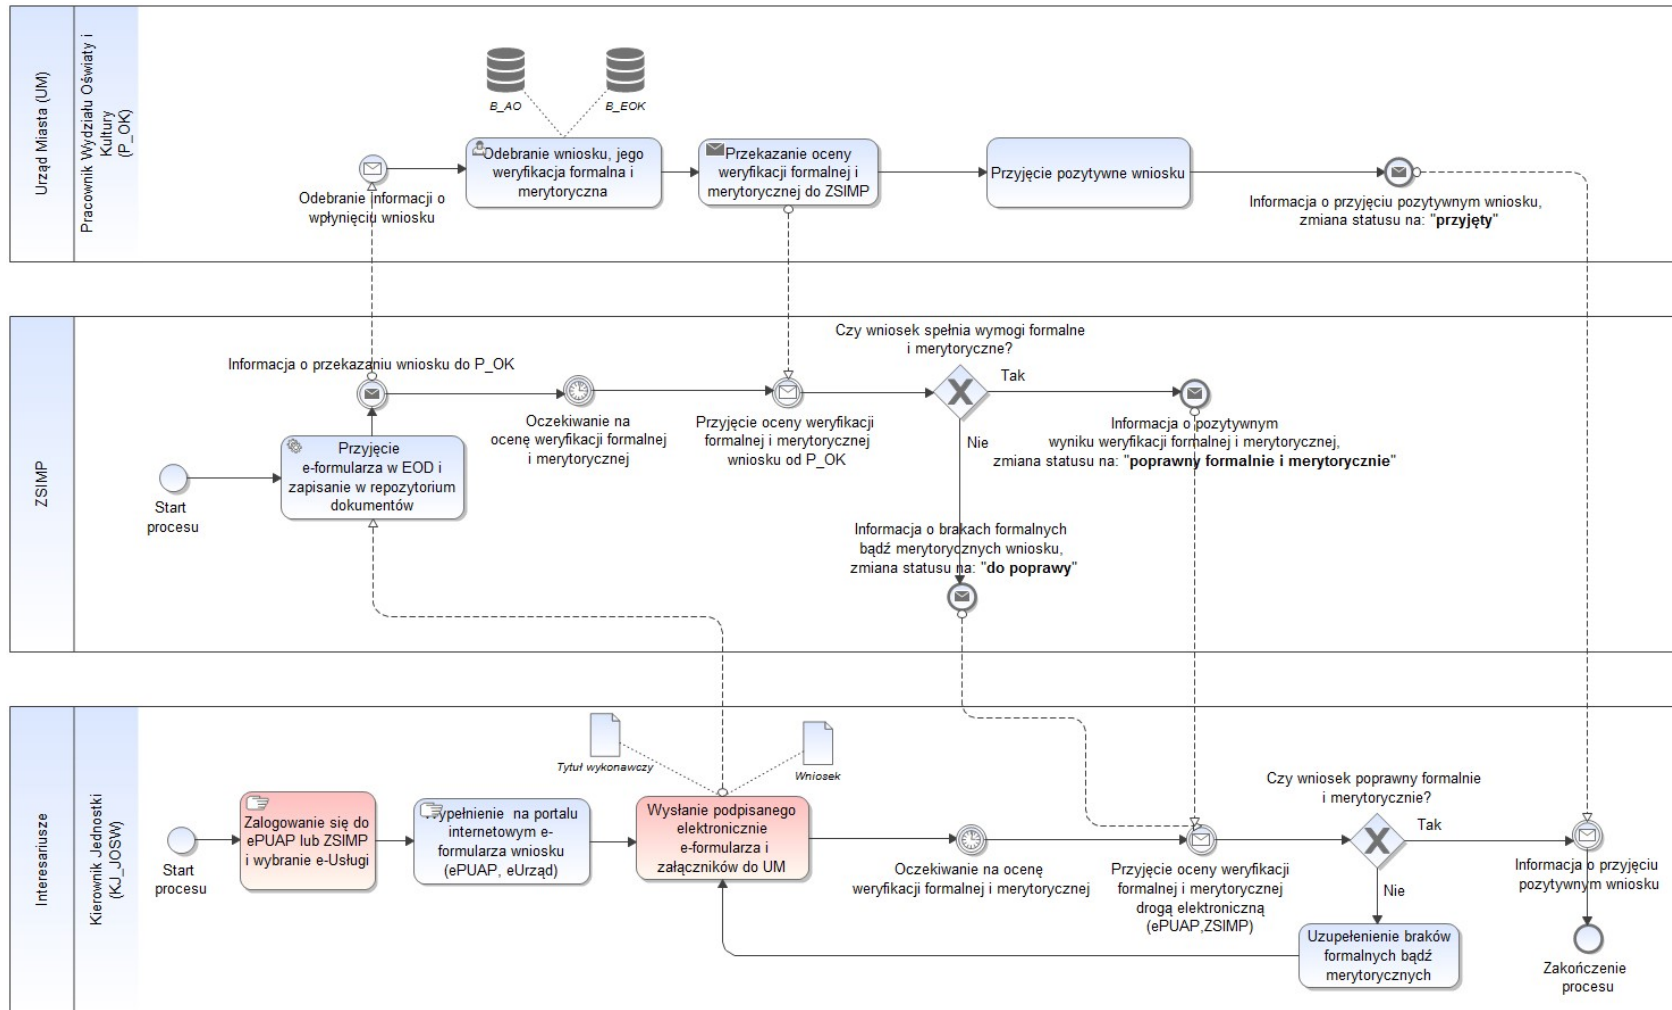 Urząd Miasta (UM)
Pracownik Wydziału Oświaty i
Kultury
(P_OK)
B_AO
B_EOK
Odebranie informacji o
wpłynięciu wniosku
Odebranie wniosku, jego
weryfikacja formalna i
merytoryczna
Przekazanie oceny
weryfikacji formalnej i
i merytorycznej do ZSIMP
Przyjęcie pozytywne wniosku
Informacja o przyjęciu pozytywnym wniosku,
zmiana statusu na: "przyjęty"
ZSIMP
Start
procesu
Przyjęcie
e-formularza w EOD i
zapisanie w repozytorium
dokumentów
Informacja o przekazaniu wniosku do P_OK
Oczekiwanie na
ocenę weryfikacji formalnej
i merytorycznej
Przyjęcie oceny weryfikacji
formalnej i merytorycznej
wniosku od P_OK
Czy wniosek spełnia wymogi formalne
i merytoryczne?
Tak
Nie
Informacja o pozytywnym
wyniku weryfikacji formalnej i merytorycznej,
zmiana statusu na: "poprawny formalnie i merytorycznie"
Informacja o brakach formalnych
bądź merytorycznych wniosku,
zmiana statusu na: "do poprawy"
Interesariusze
Kierownik Jednostki
(KJ_JOSW)
Start
procesu
Zalogowanie się do
ePUAP lub ZSIMP
i wybranie e-Usługi
Wypełnienie na portalu
internetowym e-
formularza wniosku
(ePUAP, eUrząd)
Tytuł wykonawczy
Wniosek
Wysłanie podpisanego
elektronicznie
e-formularza i
załączników do UM
Oczekiwanie na ocenę
weryfikacji formalnej i merytorycznej
Przyjęcie oceny weryfikacji
formalnej i merytorycznej
drogą elektroniczną
(ePUAP,ZSIMP)
Czy wniosek poprawny formalnie
i merytorycznie?
Tak
Nie
Uzupełenienie braków
formalnych bądź
merytorycznych
Informacja o przyjęciu
pozytywnym wniosku
Zakończenie
procesu